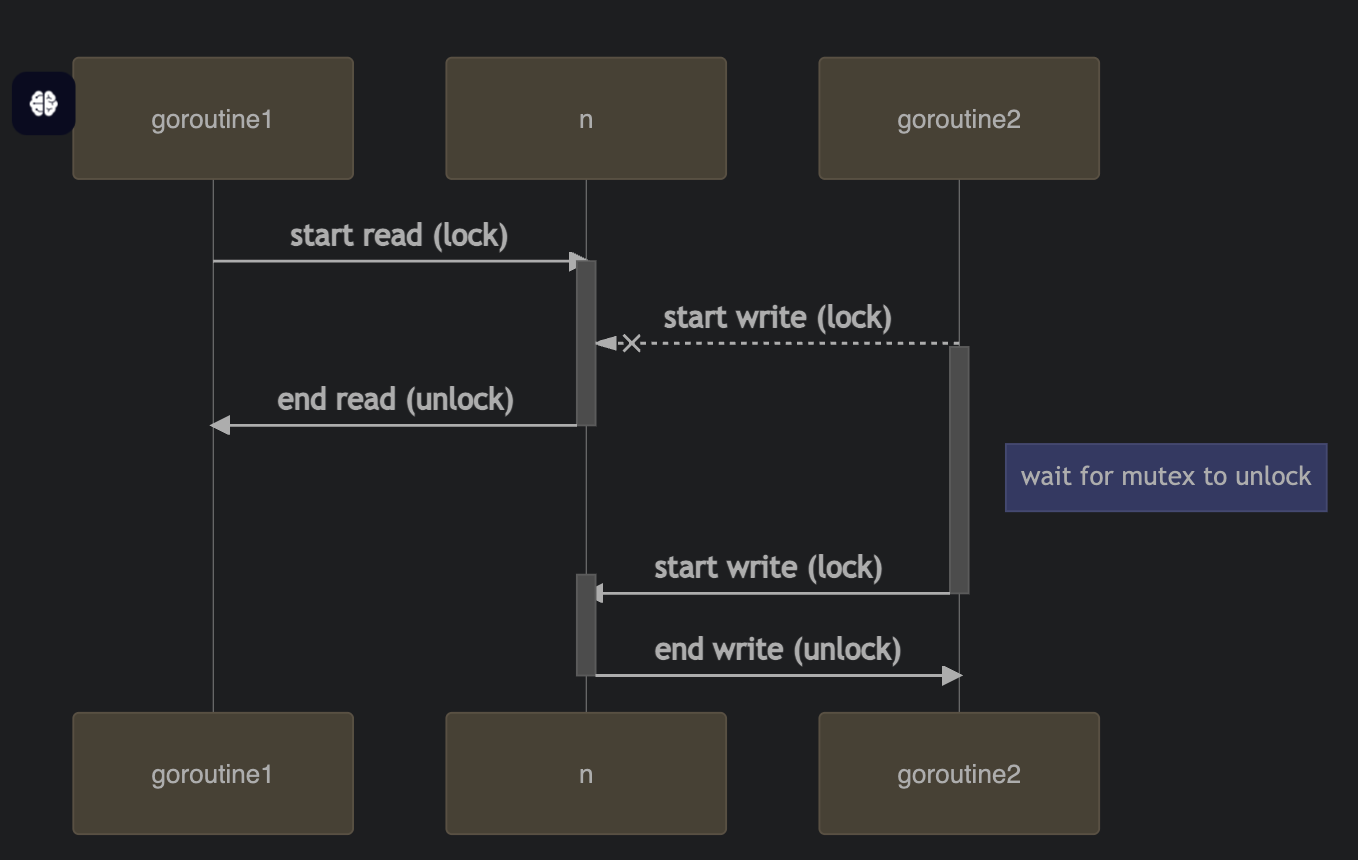 goroutine1
n
goroutine2
start read (lock)
start write (lock)
end read (unlock)
wait for mutex to unlock
start write (lock)
end write (unlock)
goroutine1
n
goroutine2